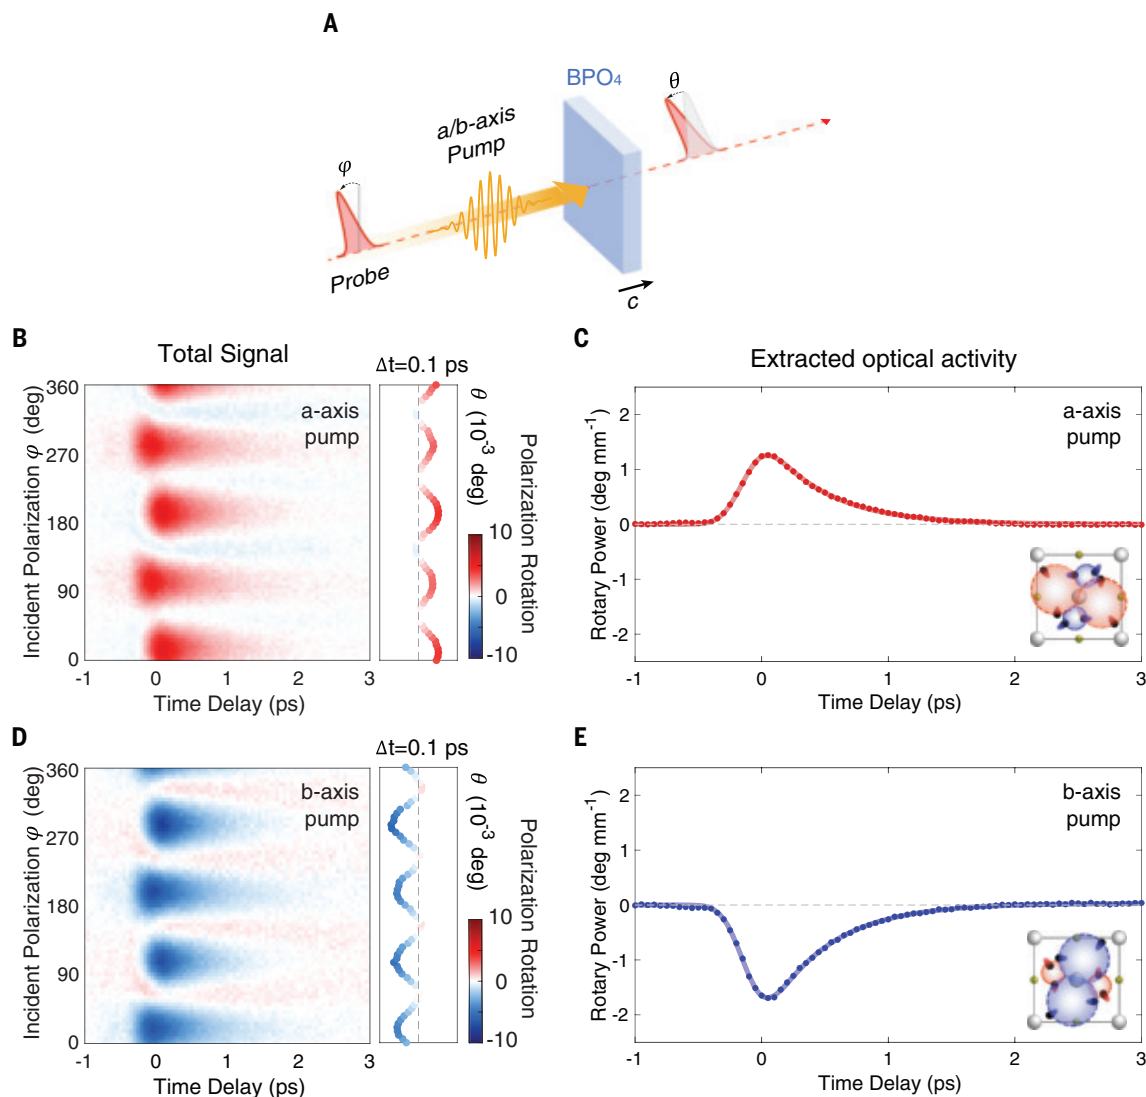 A
BPO4
θ
a/b-axis
Pump
φ
Probe
c
B
Total Signal
Δt=0.1 ps
Incident Polarization φ (deg)
360
270
180
90
0
a-axis
pump
-1
0
1
2
3
Time Delay (ps)
θ (10-3 deg)
Polarization Rotation
10
0
-10
C
Extracted optical activity
Rotary Power (deg mm-1)
2
1
0
-1
-2
a-axis
pump
-1
0
1
2
3
Time Delay (ps)
D
Δt=0.1 ps
Incident Polarization φ (deg)
360
270
180
90
0
b-axis
pump
-1
0
1
2
3
Time Delay (ps)
θ (10-3 deg)
Polarization Rotation
10
0
-10
E
Rotary Power (deg mm-1)
2
1
0
-1
-2
b-axis
pump
-1
0
1
2
3
Time Delay (ps)